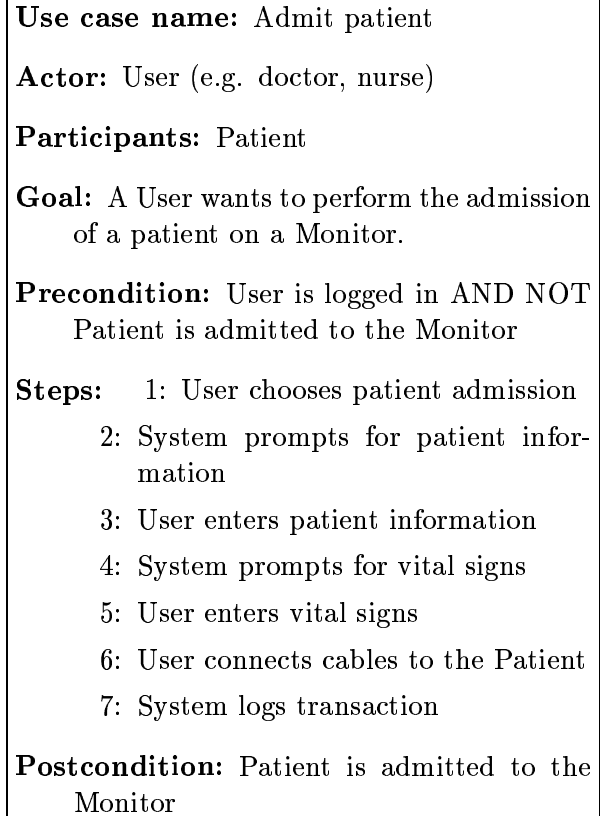 Use case name: Admit patient
Actor: User (e.g. doctor, nurse)
Participants: Patient
Goal: A User wants to perform the admission
of a patient on a Monitor.
Precondition: User is logged in AND NOT
Patient is admitted to the Monitor
Steps: 1: User chooses patient admission
2: System prompts for patient infor-
mation
3: User enters patient information
4: System prompts for vital signs
5: User enters vital signs
6: User connects cables to the Patient
7: System logs transaction
Postcondition: Patient is admitted to the
Monitor